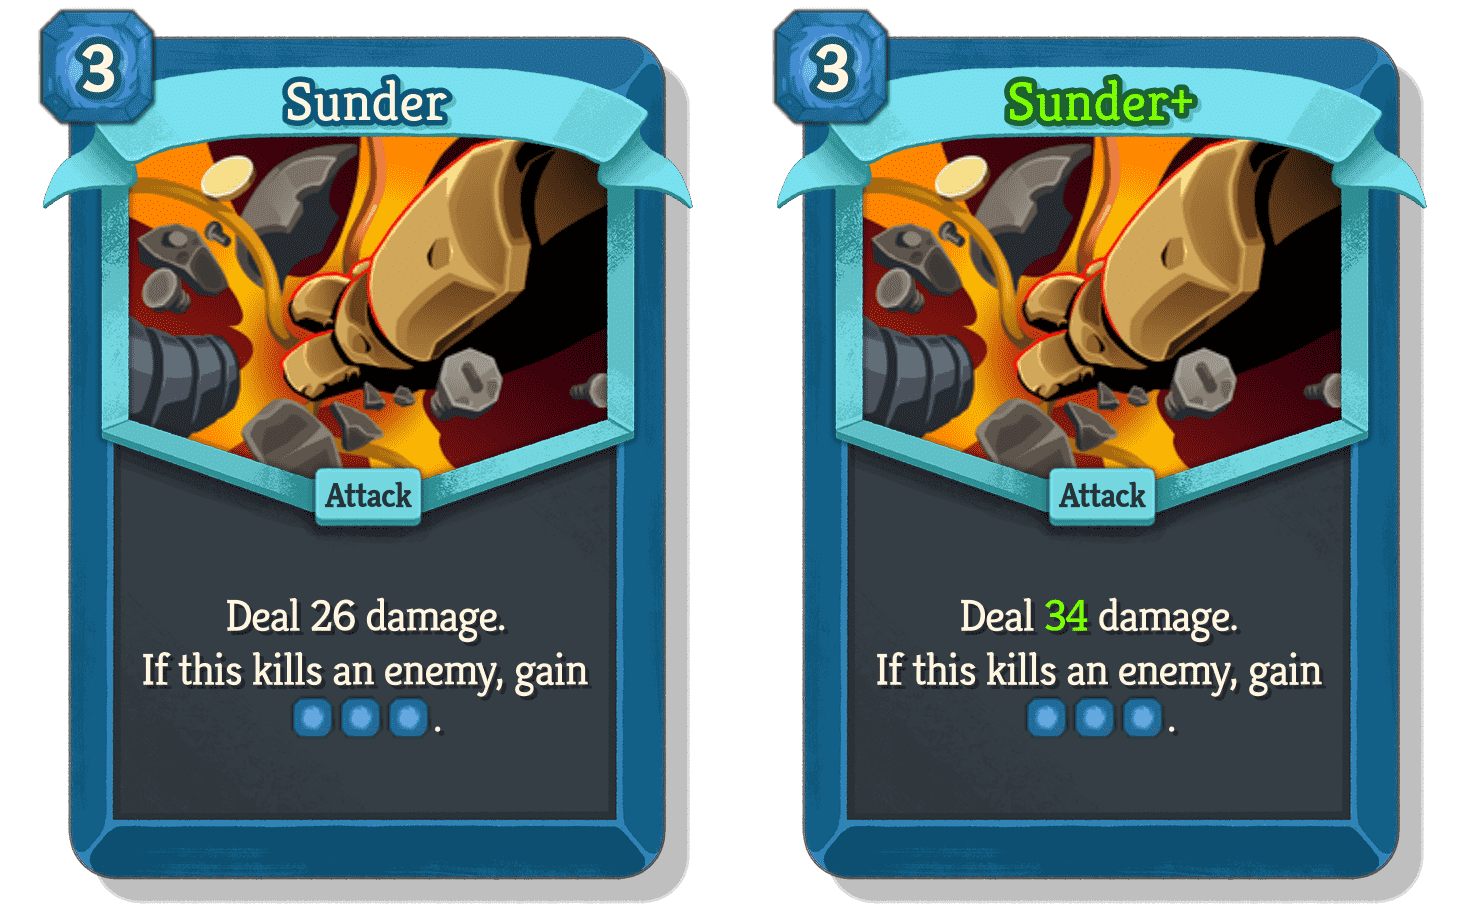 3
Sunder
Attack
Deal 26 damage.
If this kills an enemy, gain
.
3
Sunder+
Attack
Deal 34 damage.
If this kills an enemy, gain
.